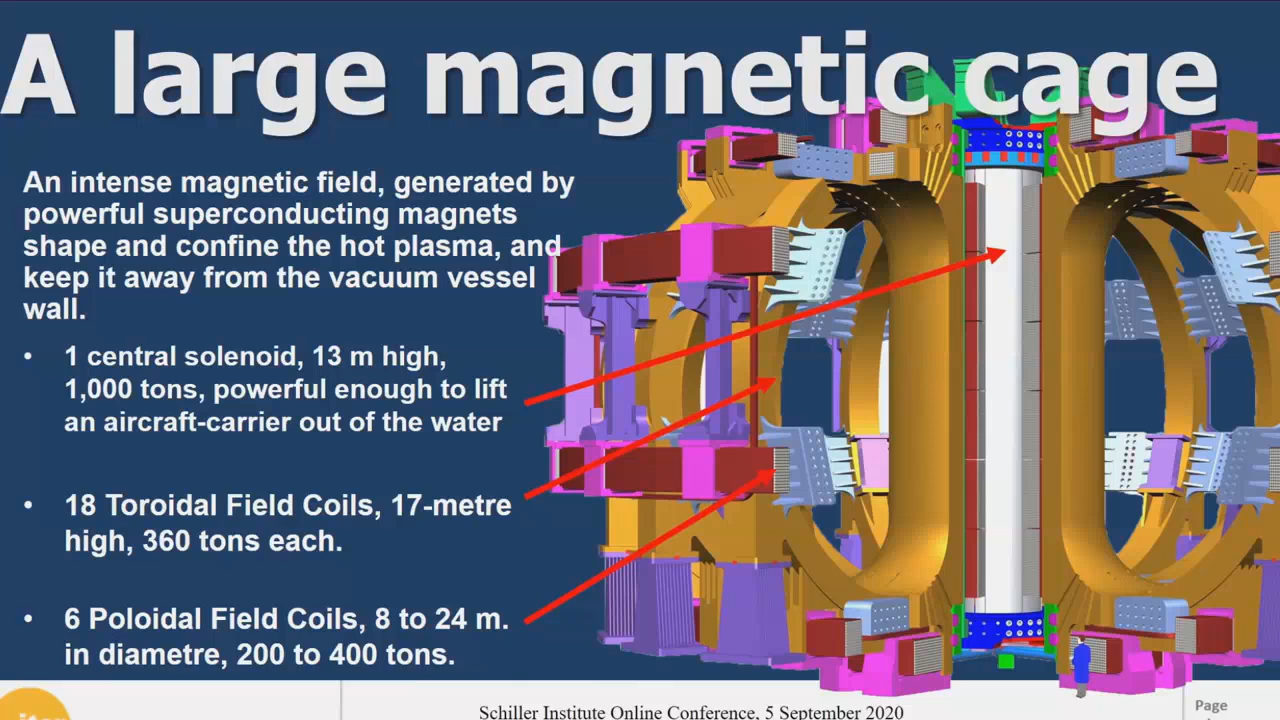 A large magnetic cage
An intense magnetic field, generated by
powerful superconducting magnets
shape and confine the hot plasma, and
keep it away from the vacuum vessel
wall.
• 1 central solenoid, 13 m high,
1,000 tons, powerful enough to lift
an aircraft-carrier out of the water
• 18 Toroidal Field Coils, 17-metre
high, 360 tons each.
• 6 Poloidal Field Coils, 8 to 24 m.
in diametre, 200 to 400 tons.
Schiller Institute Online Conference, 5 September 2020
Page